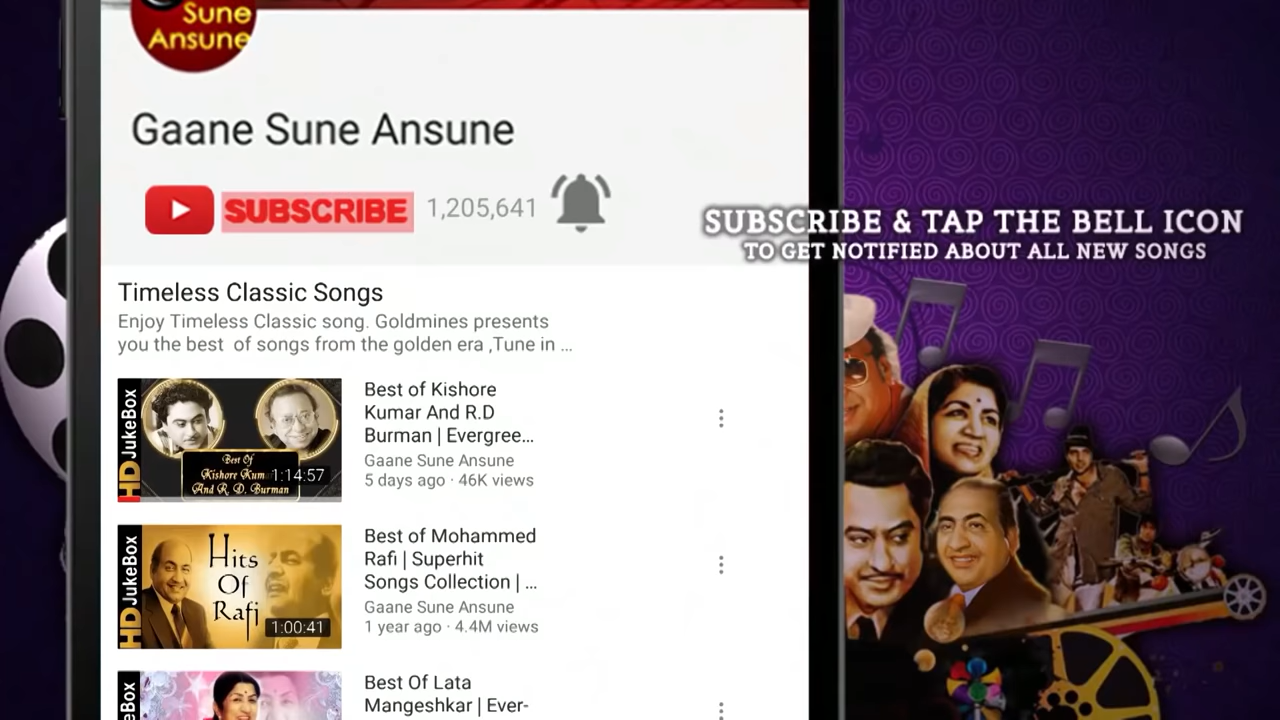 Sune
Ansune
Gaane Sune Ansune
SUBSCRIBE 1,205,641
SUBSCRIBE & TAP THE BELL ICON
TO GET NOTIFIED ABOUT ALL NEW SONGS
Timeless Classic Songs
Enjoy Timeless Classic song. Goldmines presents
you the best of songs from the golden era ,Tune in ...
HD JukeBox
Best Of
Kishore Kum
And R. D. Burman
1:14:57
Best of Kishore
Kumar And R.D
Burman | Evergree...
Gaane Sune Ansune
5 days ago · 46K views
HD JukeBox
Hits
Of
Rafi
1:00:41
Best of Mohammed
Rafi | Superhit
Songs Collection | ...
Gaane Sune Ansune
1 year ago · 4.4M views
eBox
Best Of Lata
Mangeshkar | Ever-